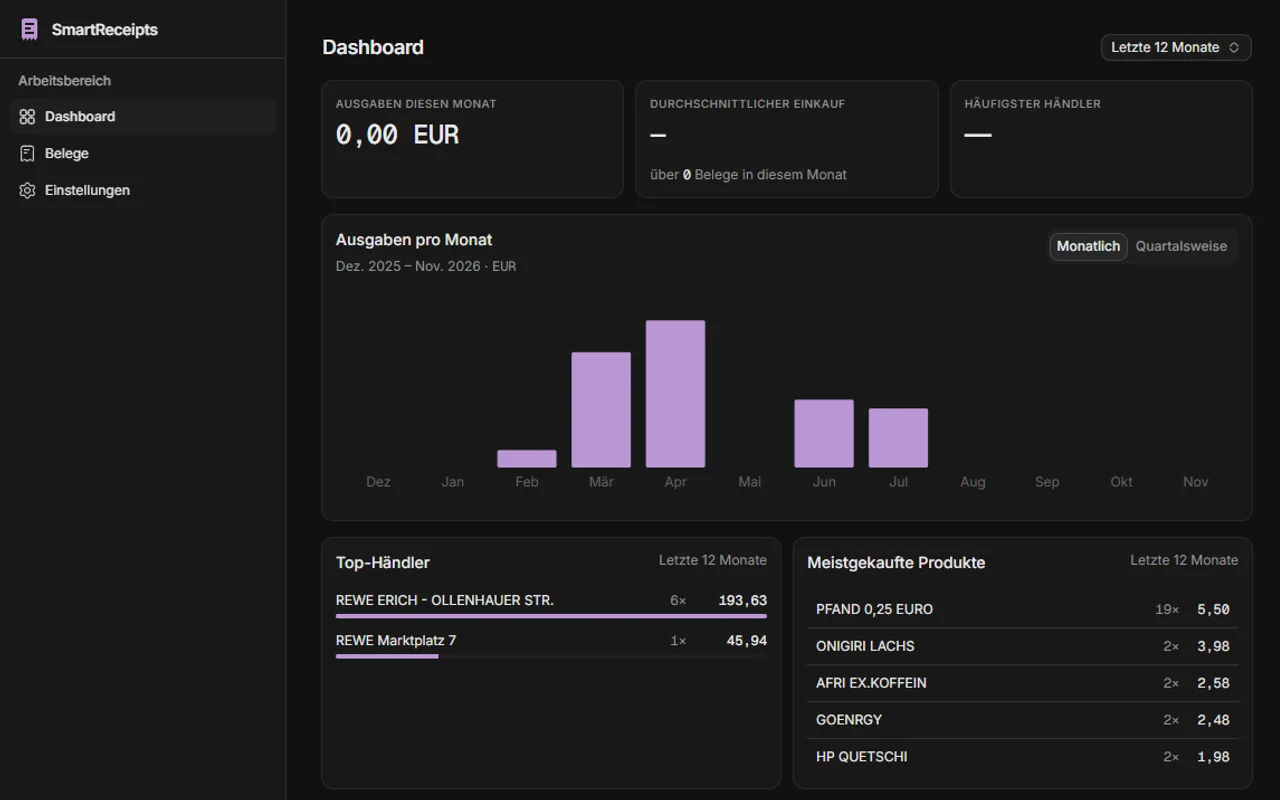 SmartReceipts
Arbeitsbereich
Dashboard
Belege
Einstellungen
Dashboard
Letzte 12 Monate
AUSGABEN DIESEN MONAT
0,00 EUR
DURCHSCHNITTLICHER EINKAUF
—
über 0 Belege in diesem Monat
HÄUFIGSTER HÄNDLER
—
Ausgaben pro Monat
Monatlich Quartalsweise
Dez. 2025 – Nov. 2026 · EUR
Dez Jan Feb Mär Apr Mai Jun Jul Aug Sep Okt Nov
Top-Händler Letzte 12 Monate
REWE ERICH - OLLENHAUER STR. 6× 193,63
REWE Marktplatz 7 1× 45,94
Meistgekaufte Produkte Letzte 12 Monate
PFAND 0,25 EURO 19× 5,50
ONIGIRI LACHS 2× 3,98
AFRI EX.KOFFEIN 2× 2,58
GOENRGY 2× 2,48
HP QUETSCHI 2× 1,98